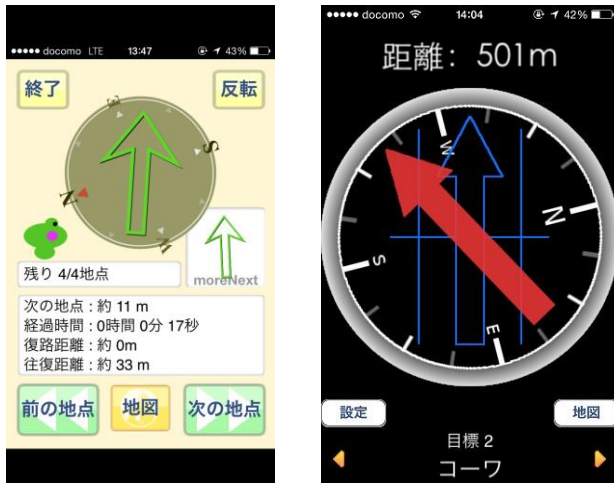 ●●●●● docomo LTE 13:47 43%
終了
反転
E
S
N
W
残り 4/4地点
moreNext
次の地点 : 約 11 m
経過時間 : 0時間 0分 17秒
復路距離 : 約 0m
往復距離 : 約 33 m
前の地点
地図
次の地点
●●●●● docomo 14:04 42%
距離: 501m
W
N
S
E
設定
地図
目標 2
コーワ